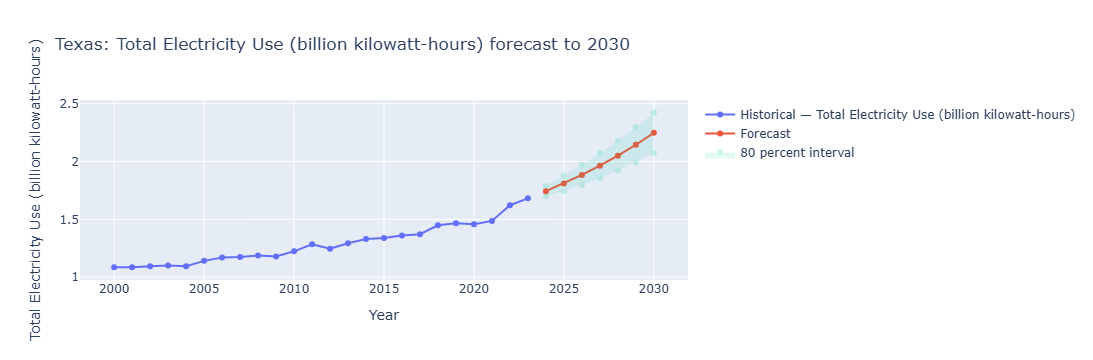 Texas: Total Electricity Use (billion kilowatt-hours) forecast to 2030
Total Electricity Use (billion kilowatt-hours)
2.5
2
1.5
1
2000
2005
2010
2015
2020
2025
2030
Year
Historical — Total Electricity Use (billion kilowatt-hours)
Forecast
80 percent interval